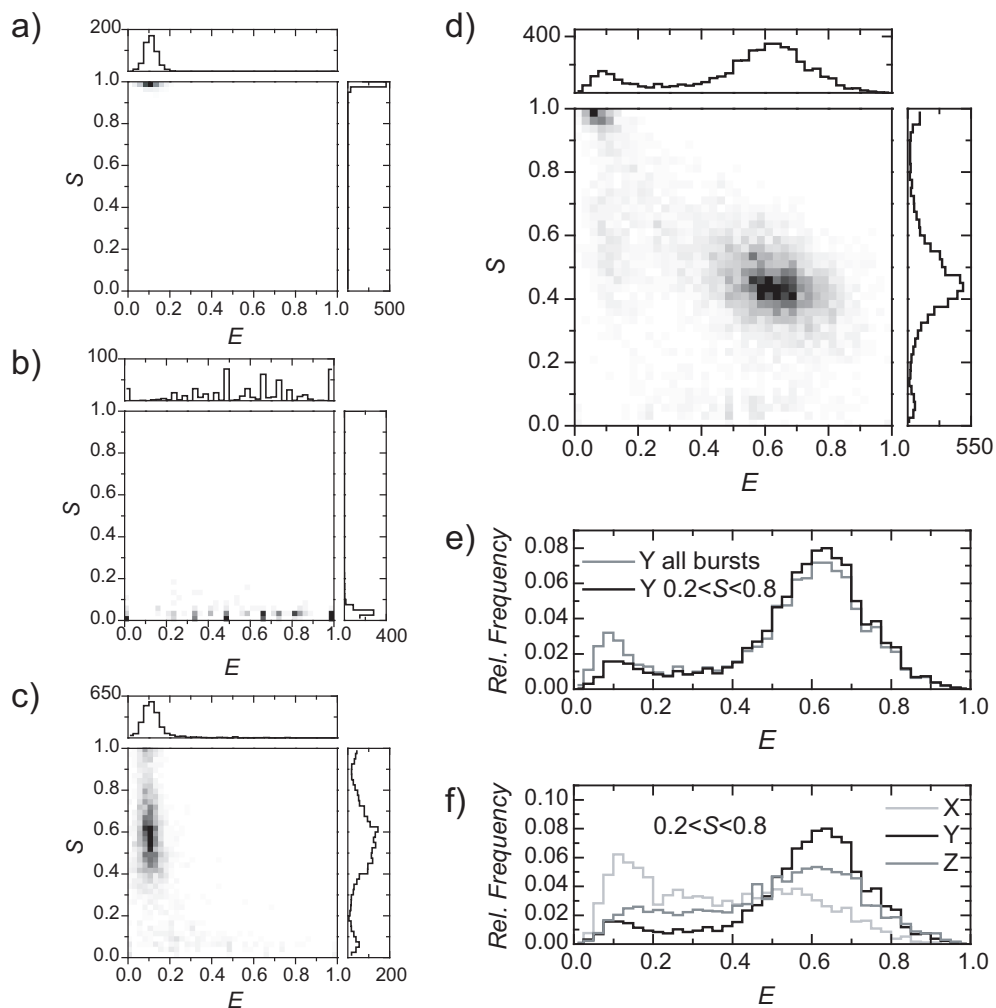 a)
200
1.0
0.8
0.6
S
0.4
0.2
0.0
0.0 0.2 0.4 0.6 0.8 1.0 500
E
b)
100
1.0
0.8
0.6
S
0.4
0.2
0.0
0.0 0.2 0.4 0.6 0.8 1.0 400
E
c)
650
1.0
0.8
0.6
S
0.4
0.2
0.0
0.0 0.2 0.4 0.6 0.8 1.0 200
E
d)
400
1.0
0.8
0.6
S
0.4
0.2
0.0
0.0 0.2 0.4 0.6 0.8 1.0 550
E
e)
Rel. Frequency
0.08
0.06
0.04
0.02
0.00
Y all bursts
Y 0.2<S<0.8
0.0 0.2 0.4 0.6 0.8 1.0
E
f)
Rel. Frequency
0.10
0.08
0.06
0.04
0.02
0.00
0.2<S<0.8
X
Y
Z
0.0 0.2 0.4 0.6 0.8 1.0
E